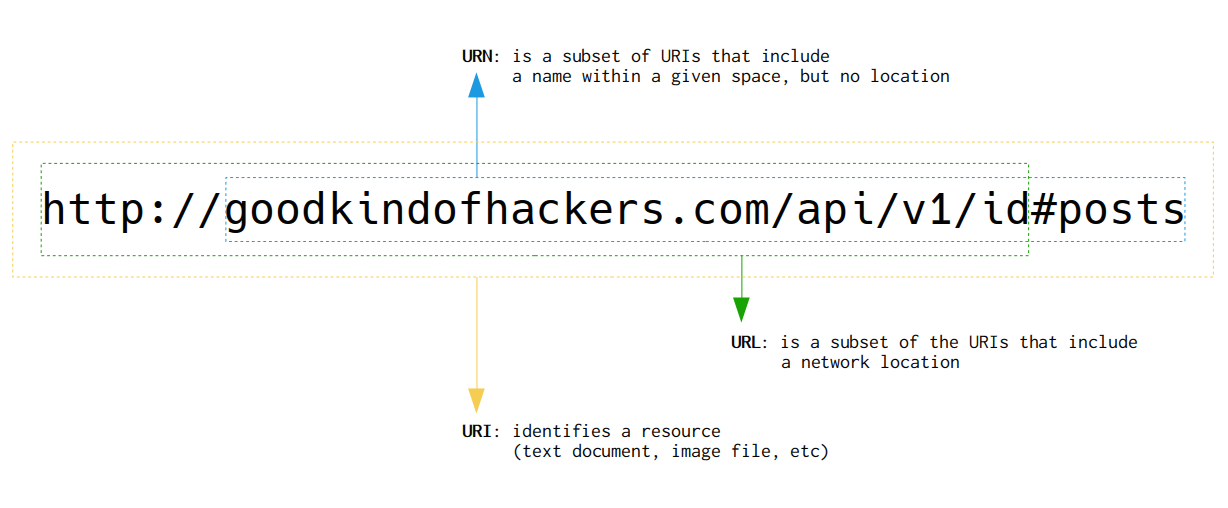 URN: is a subset of URIs that include
a name within a given space, but no location
http://goodkindofhackers.com/api/v1/id#posts
URL: is a subset of the URIs that include
a network location
URI: identifies a resource
(text document, image file, etc)